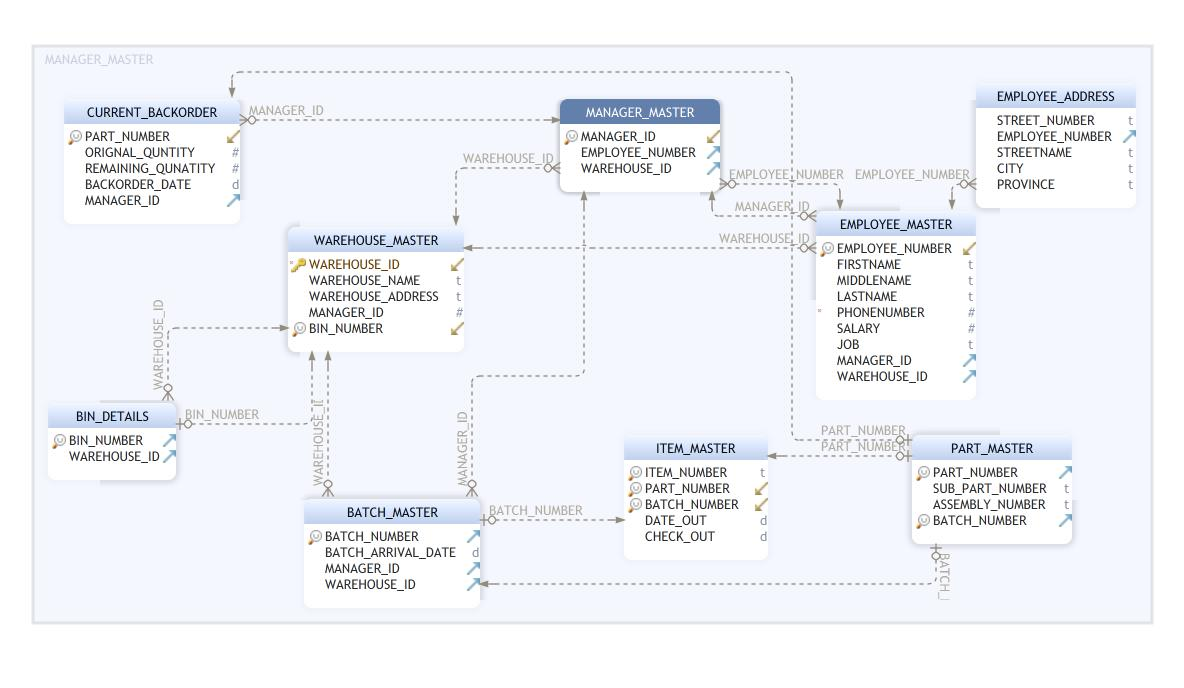 MANAGER_MASTER
CURRENT_BACKORDER
PART_NUMBER
ORIGNAL_QUNTITY #
REMAINING_QUNATITY #
BACKORDER_DATE d
MANAGER_ID
MANAGER_ID
MANAGER_MASTER
MANAGER_ID
EMPLOYEE_NUMBER
WAREHOUSE_ID
WAREHOUSE_ID
EMPLOYEE_NUMBER
EMPLOYEE_NUMBER
MANAGER_ID
WAREHOUSE_ID
EMPLOYEE_ADDRESS
STREET_NUMBER t
EMPLOYEE_NUMBER
STREETNAME t
CITY t
PROVINCE t
WAREHOUSE_MASTER
WAREHOUSE_ID
WAREHOUSE_NAME t
WAREHOUSE_ADDRESS t
MANAGER_ID #
BIN_NUMBER
EMPLOYEE_MASTER
EMPLOYEE_NUMBER
FIRSTNAME t
MIDDLENAME t
LASTNAME t
* PHONENUMBER #
SALARY #
JOB t
MANAGER_ID
WAREHOUSE_ID
WAREHOUSE_ID
BIN_DETAILS
BIN_NUMBER
WAREHOUSE_ID
BIN_NUMBER
WAREHOUSE_ID
MANAGER_ID
BATCH_MASTER
BATCH_NUMBER
BATCH_ARRIVAL_DATE d
MANAGER_ID
WAREHOUSE_ID
BATCH_NUMBER
ITEM_MASTER
ITEM_NUMBER t
PART_NUMBER
BATCH_NUMBER
DATE_OUT d
CHECK_OUT d
PART_NUMBER
PART_NUMBER
PART_MASTER
PART_NUMBER
SUB_PART_NUMBER t
ASSEMBLY_NUMBER t
BATCH_NUMBER
BATCH_